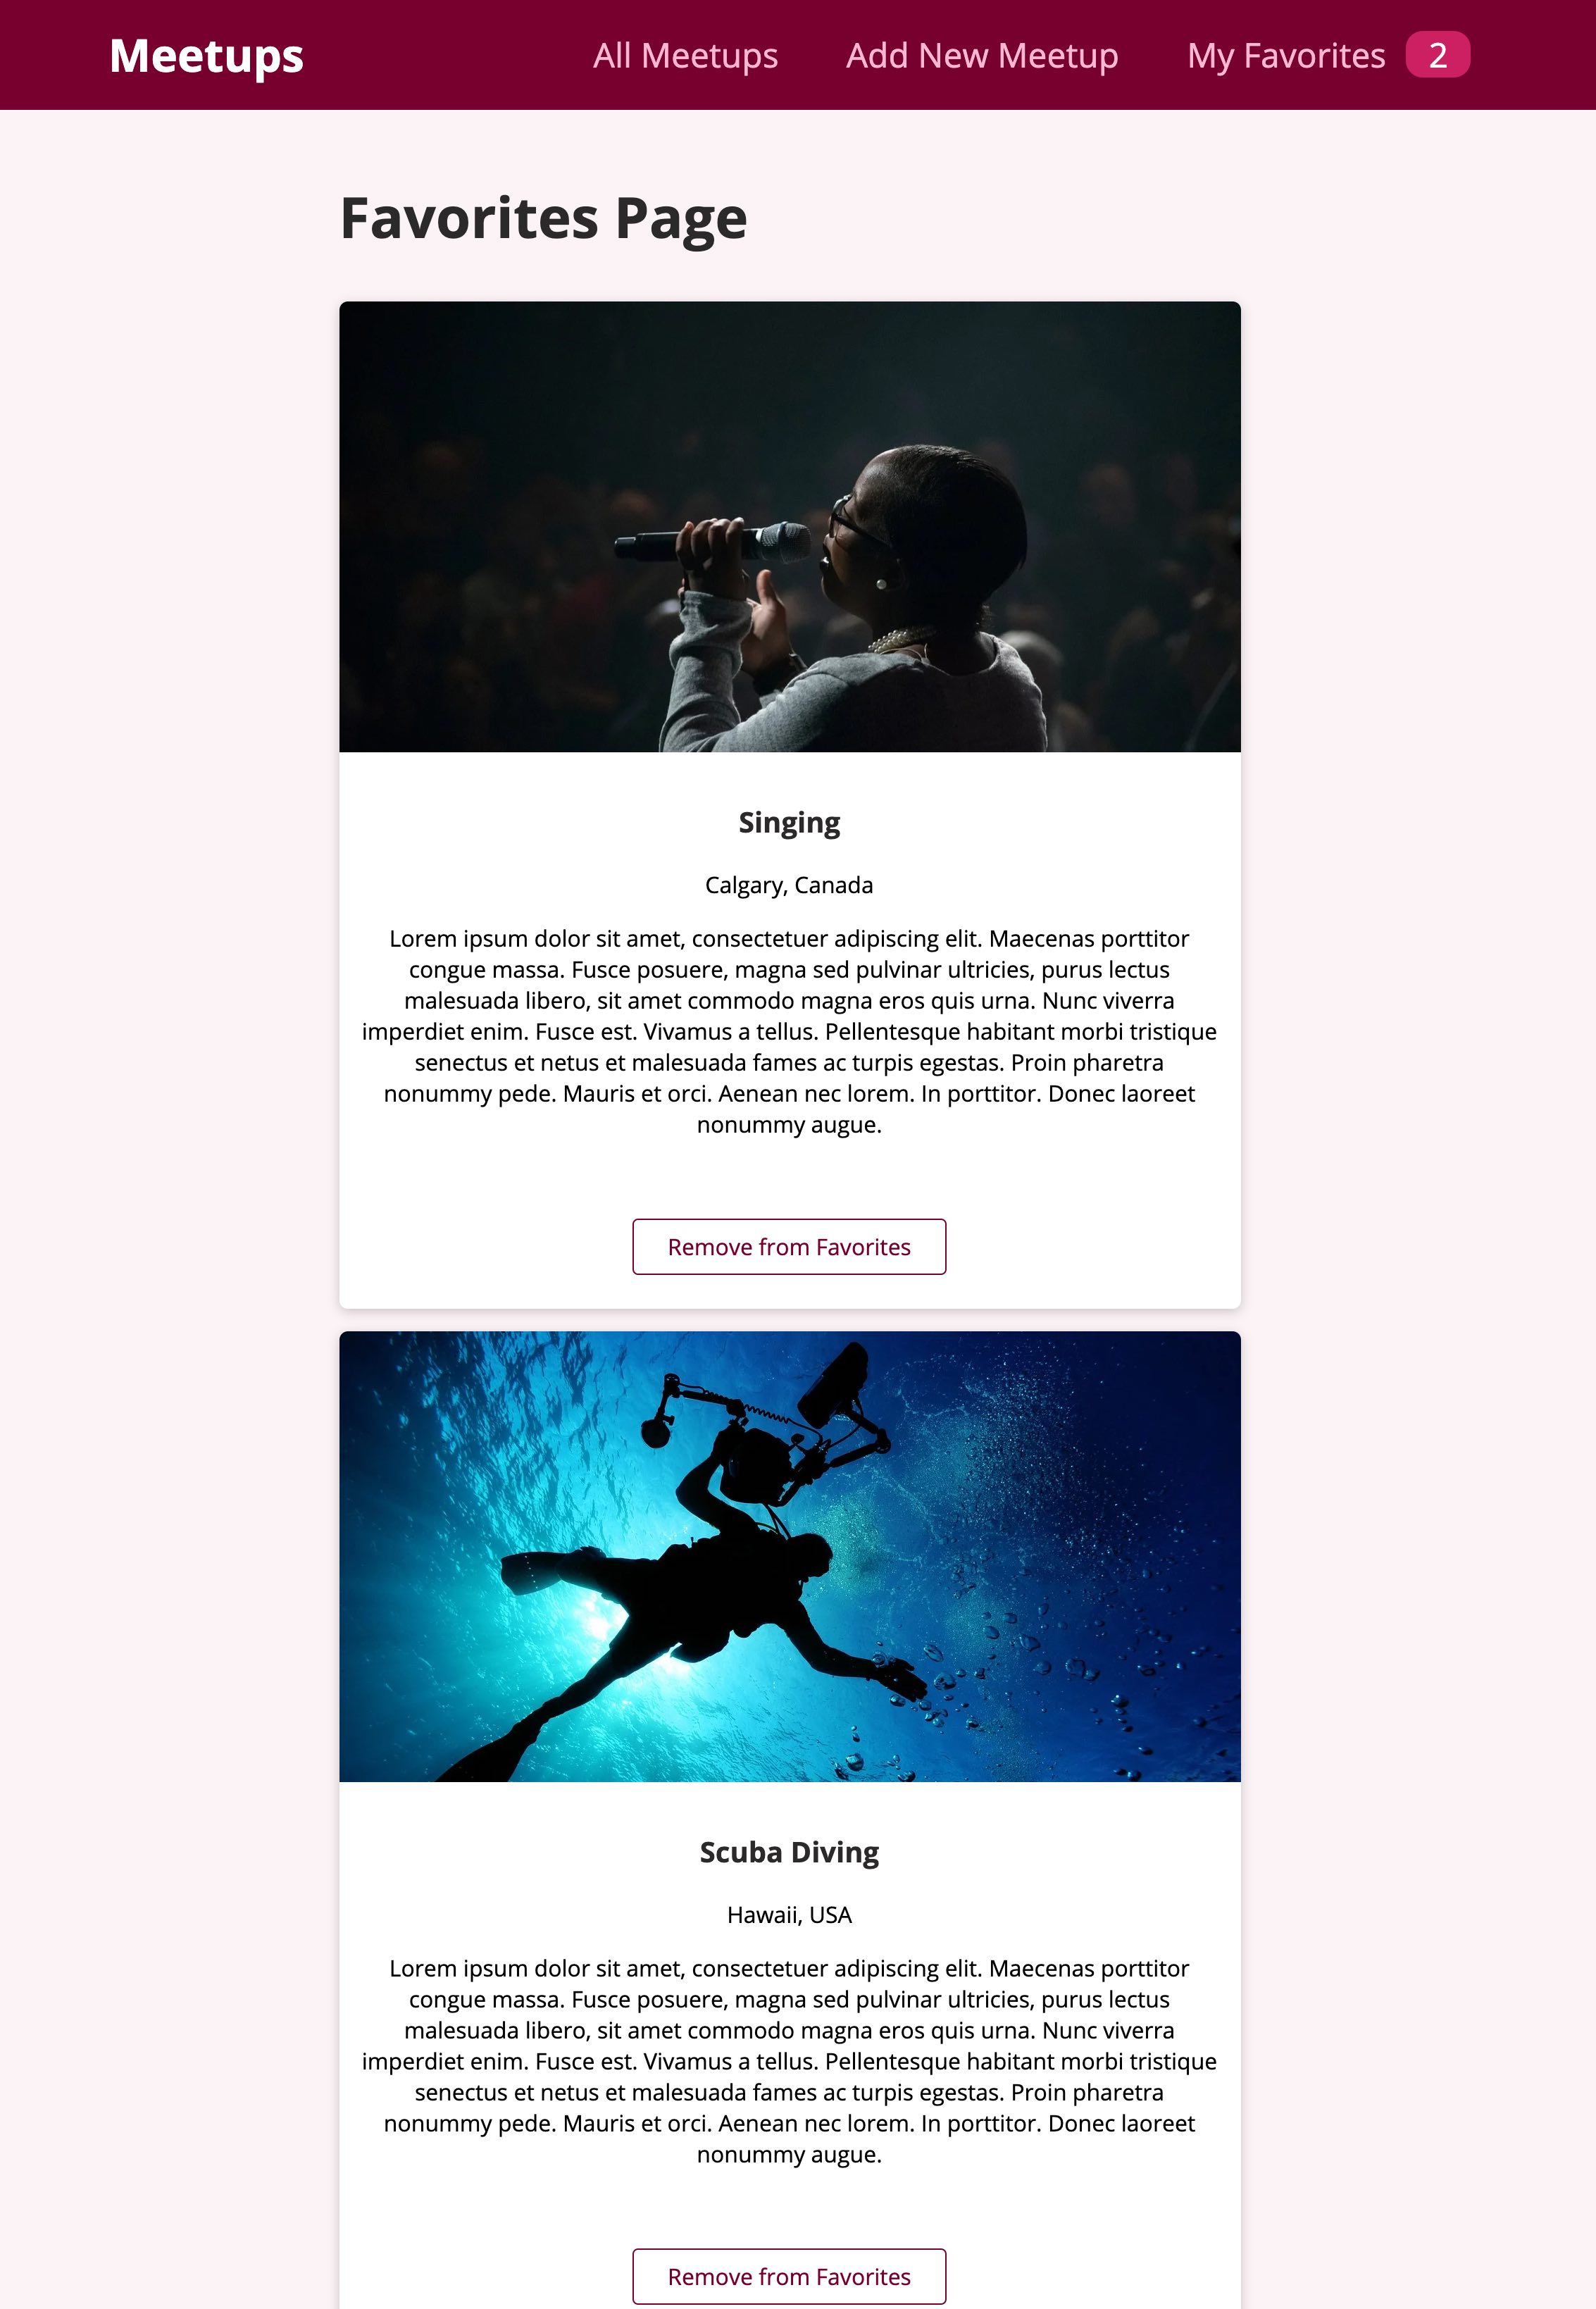 Meetups
All Meetups
Add New Meetup
My Favorites 2
Favorites Page
Singing
Calgary, Canada
Lorem ipsum dolor sit amet, consectetuer adipiscing elit. Maecenas porttitor
congue massa. Fusce posuere, magna sed pulvinar ultricies, purus lectus
malesuada libero, sit amet commodo magna eros quis urna. Nunc viverra
imperdiet enim. Fusce est. Vivamus a tellus. Pellentesque habitant morbi tristique
senectus et netus et malesuada fames ac turpis egestas. Proin pharetra
nonummy pede. Mauris et orci. Aenean nec lorem. In porttitor. Donec laoreet
nonummy augue.
Remove from Favorites
Scuba Diving
Hawaii, USA
Lorem ipsum dolor sit amet, consectetuer adipiscing elit. Maecenas porttitor
congue massa. Fusce posuere, magna sed pulvinar ultricies, purus lectus
malesuada libero, sit amet commodo magna eros quis urna. Nunc viverra
imperdiet enim. Fusce est. Vivamus a tellus. Pellentesque habitant morbi tristique
senectus et netus et malesuada fames ac turpis egestas. Proin pharetra
nonummy pede. Mauris et orci. Aenean nec lorem. In porttitor. Donec laoreet
nonummy augue.
Remove from Favorites